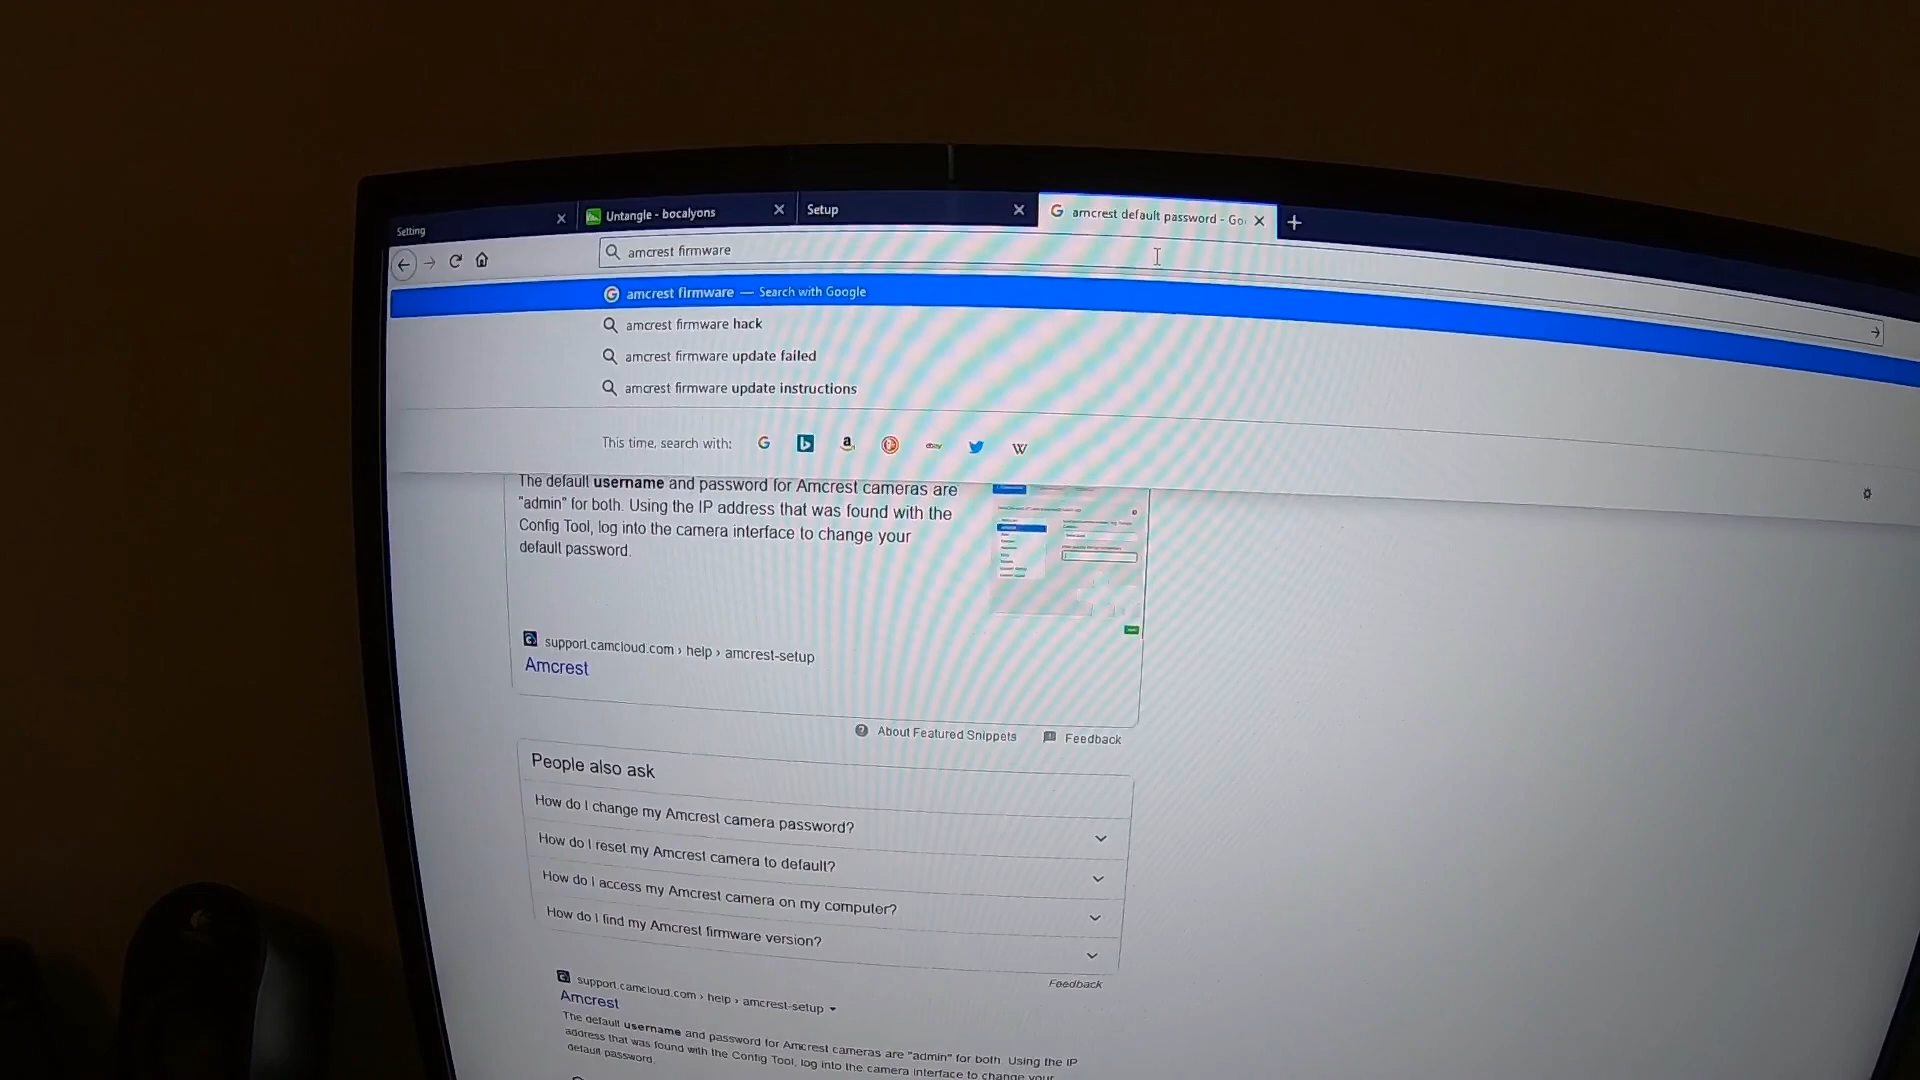 Setting
Untangle - bocalyons
Setup
amcrest default password - Go
amcrest firmware
amcrest firmware — Search with Google
amcrest firmware hack
amcrest firmware update failed
amcrest firmware update instructions
This time, search with:
ebay
The default username and password for Amcrest cameras are
"admin" for both. Using the IP address that was found with the
Config Tool, log into the camera interface to change your
default password.
support.camcloud.com › help › amcrest-setup
Amcrest
About Featured Snippets
Feedback
People also ask
How do I change my Amcrest camera password?
How do I reset my Amcrest camera to default?
How do I access my Amcrest camera on my computer?
How do I find my Amcrest firmware version?
Feedback
support.camcloud.com › help › amcrest-setup
Amcrest
The default username and password for Amcrest cameras are "admin" for both. Using the IP
address that was found with the Config Tool, log into the camera interface to change your
default password.